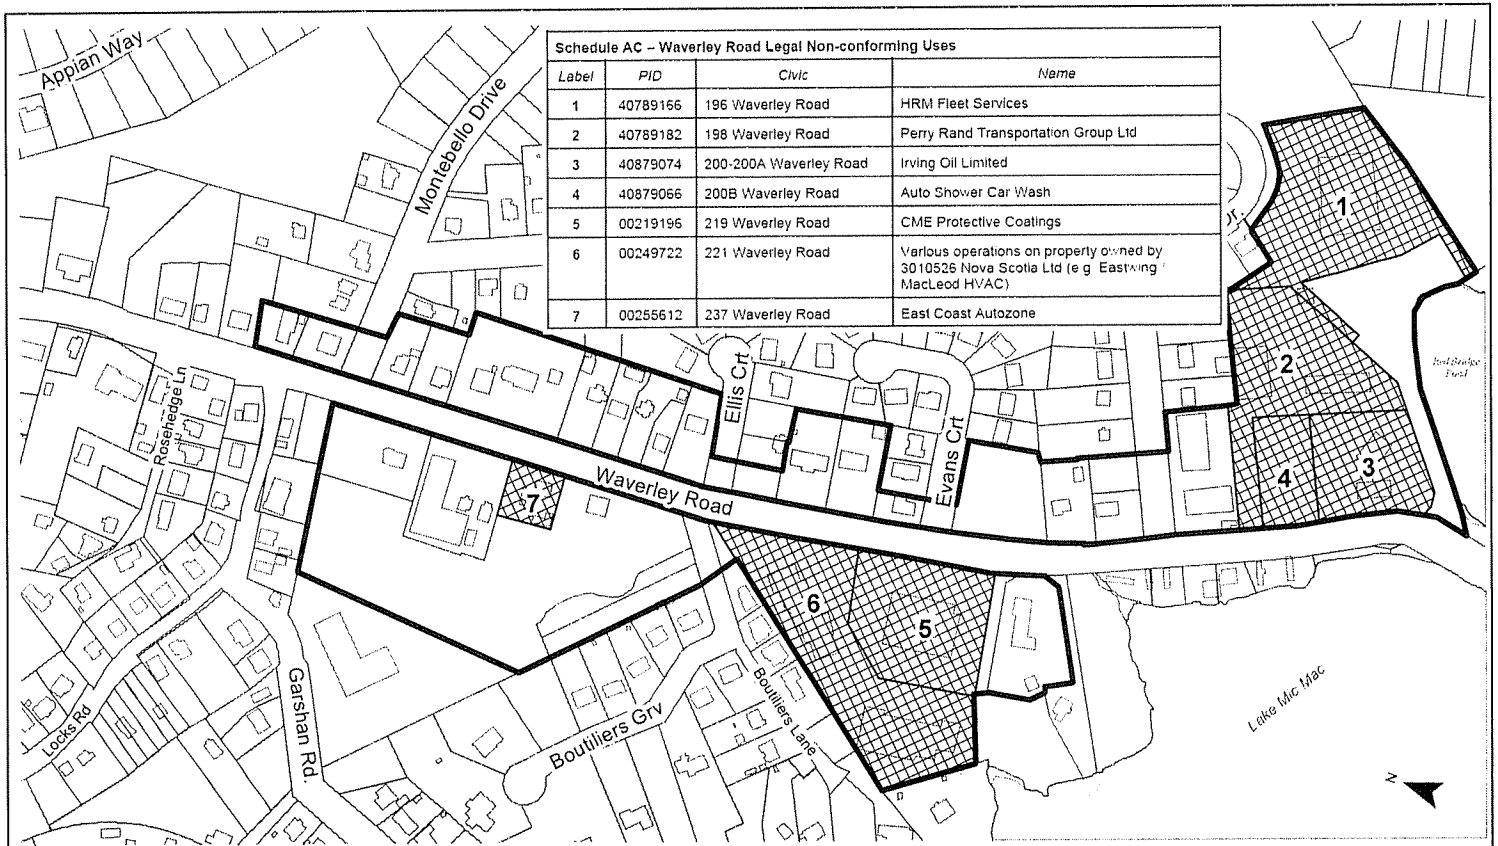 Schedule AC – Waverley Road Legal Non-conforming Uses
Label PID Civic Name
1 40789166 196 Waverley Road HRM Fleet Services
2 40789182 198 Waverley Road Perry Rand Transportation Group Ltd
3 40879074 200-200A Waverley Road Irving Oil Limited
4 40879066 200B Waverley Road Auto Shower Car Wash
5 00219196 219 Waverley Road CME Protective Coatings
6 00249722 221 Waverley Road Various operations on property owned by
3010526 Nova Scotia Ltd (e g Eastwing /
MacLeod HVAC)
7 00255612 237 Waverley Road East Coast Autozone
Appian Way
Montebello Drive
Dr.
1
2
Red Bridge
Pond
Ellis Crt
Evans Crt
Rosehedge Ln
Waverley Road
7
4
3
6
5
Locks Rd
Garshan Rd.
Boutiliers Grv
Boutiliers Lane
Lake Mic Mac
N